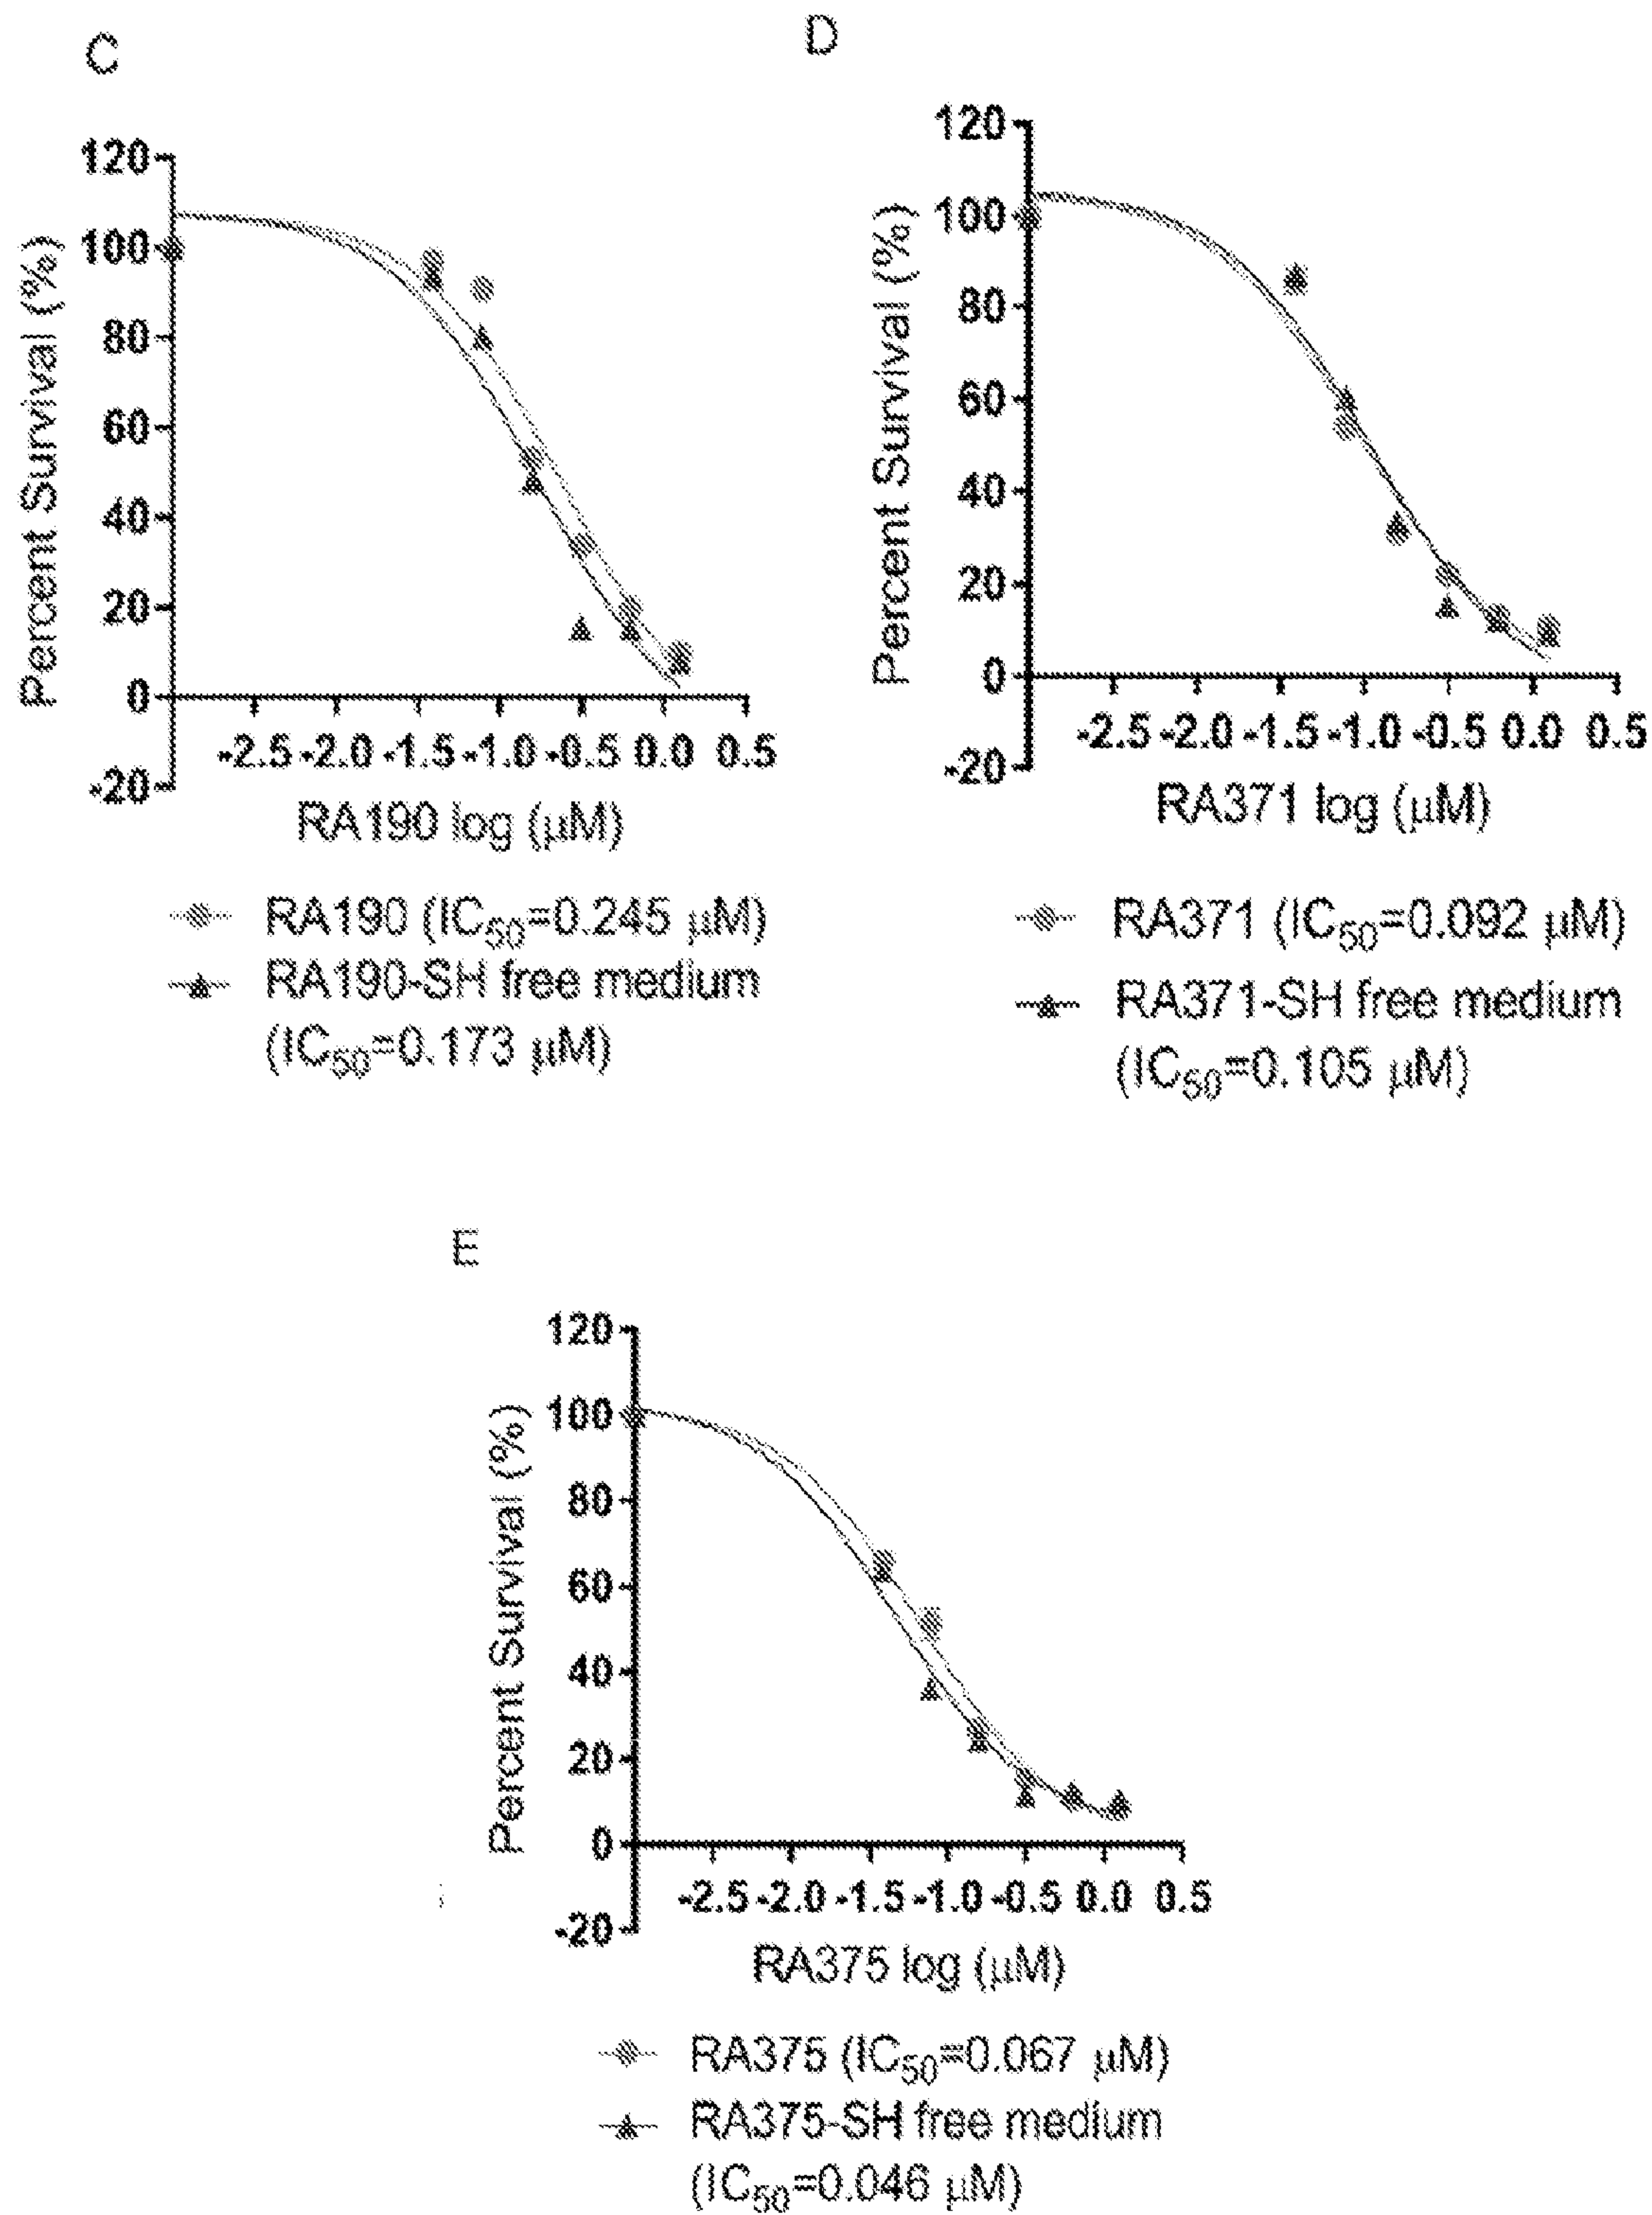 C
120
100
80
60
40
20
0
-20
Percent Survival (%)
-2.5 -2.0 -1.5 -1.0 -0.5 0.0 0.5
RA190 log (μM)
RA190 (IC50=0.245 μM)
RA190-SH free medium
(IC50=0.173 μM)
D
120
100
80
60
40
20
0
-20
Percent Survival (%)
-2.5 -2.0 -1.5 -1.0 -0.5 0.0 0.5
RA371 log (μM)
RA371 (IC50=0.092 μM)
RA371-SH free medium
(IC50=0.105 μM)
E
120
100
80
60
40
20
0
-20
Percent Survival (%)
-2.5 -2.0 -1.5 -1.0 -0.5 0.0 0.5
RA375 log (μM)
RA375 (IC50=0.067 μM)
RA375-SH free medium
(IC50=0.046 μM)